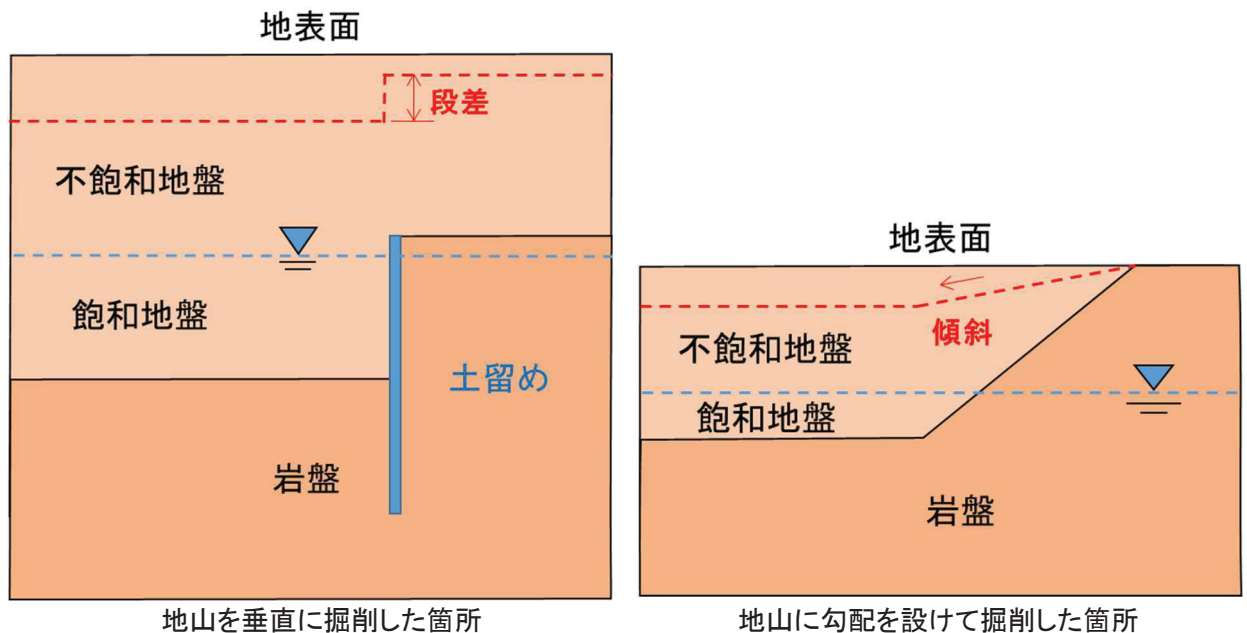 地表面
段差
不飽和地盤
飽和地盤
土留め
岩盤
地山を垂直に掘削した箇所
地表面
傾斜
不飽和地盤
飽和地盤
岩盤
地山に勾配を設けて掘削した箇所